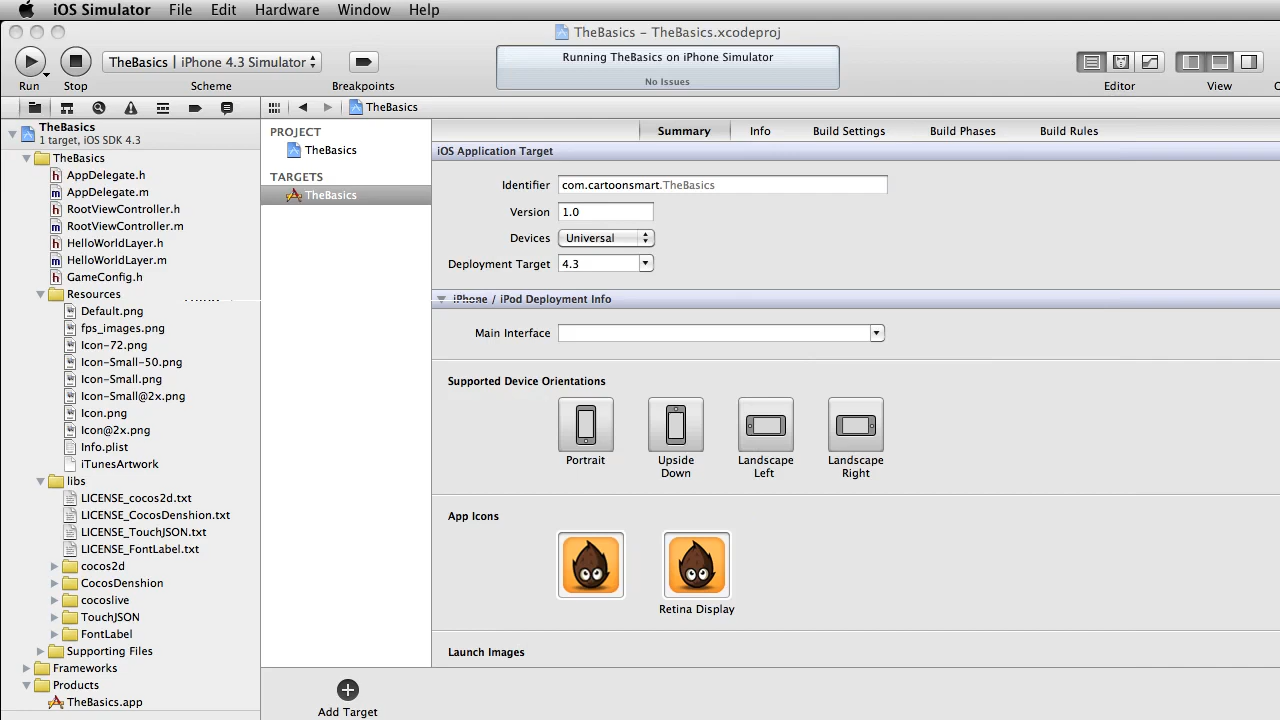 iOS Simulator File Edit Hardware Window Help
TheBasics – TheBasics.xcodeproj
TheBasics | iPhone 4.3 Simulator
Running TheBasics on iPhone Simulator
No Issues
Run Stop Scheme Breakpoints Editor View
TheBasics
TheBasics
1 target, iOS SDK 4.3
TheBasics
AppDelegate.h
AppDelegate.m
RootViewController.h
RootViewController.m
HelloWorldLayer.h
HelloWorldLayer.m
GameConfig.h
Resources
Default.png
fps_images.png
Icon-72.png
Icon-Small-50.png
Icon-Small.png
Icon-Small@2x.png
Icon.png
Icon@2x.png
Info.plist
iTunesArtwork
libs
LICENSE_cocos2d.txt
LICENSE_CocosDenshion.txt
LICENSE_TouchJSON.txt
LICENSE_FontLabel.txt
cocos2d
CocosDenshion
cocoslive
TouchJSON
FontLabel
Supporting Files
Frameworks
Products
TheBasics.app
PROJECT
TheBasics
TARGETS
TheBasics
Add Target
Summary Info Build Settings Build Phases Build Rules
iOS Application Target
Identifier com.cartoonsmart.TheBasics
Version 1.0
Devices Universal
Deployment Target 4.3
iPhone / iPod Deployment Info
Main Interface
Supported Device Orientations
Portrait
Upside
Down
Landscape
Left
Landscape
Right
App Icons
Retina Display
Launch Images